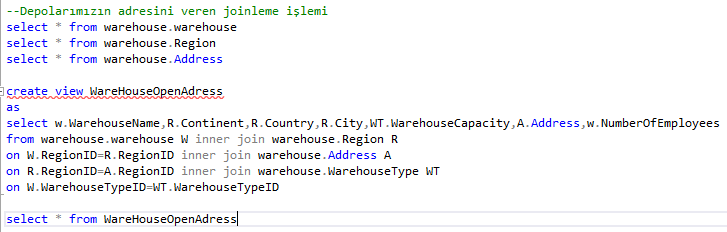 --Depolarımızın adresini veren joinleme işlemi
select * from warehouse.warehouse
select * from warehouse.Region
select * from warehouse.Address
create view WareHouseOpenAdress
as
select w.WarehouseName,R.Continent,R.Country,R.City,WT.WarehouseCapacity,A.Address,w.NumberOfEmployees
from warehouse.warehouse W inner join warehouse.Region R
on W.RegionID=R.RegionID inner join warehouse.Address A
on R.RegionID=A.RegionID inner join warehouse.WarehouseType WT
on W.WarehouseTypeID=WT.WarehouseTypeID
select * from WareHouseOpenAdress